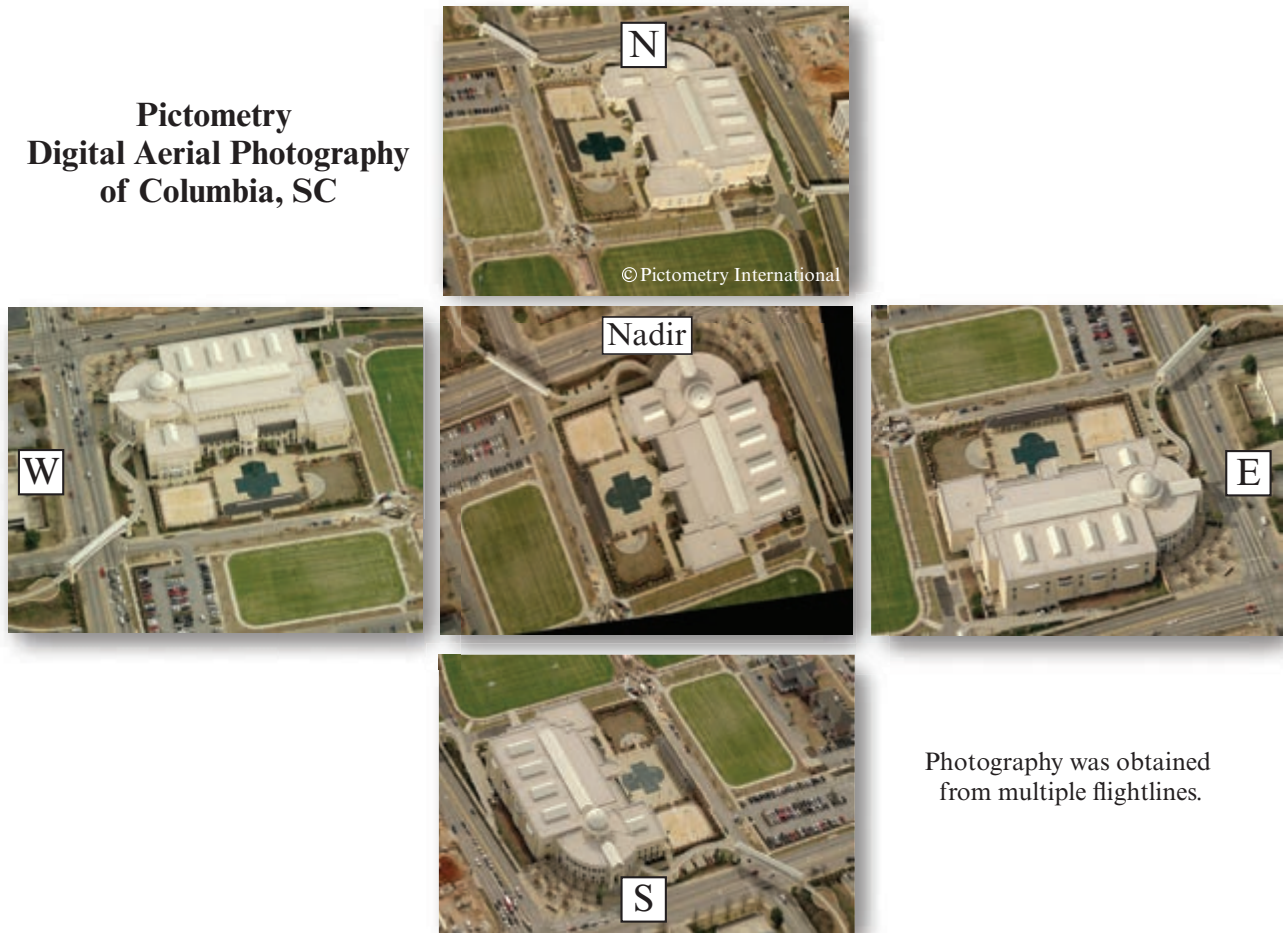 Pictometry
Digital Aerial Photography
of Columbia, SC
N
© Pictometry International
W
Nadir
E
S
Photography was obtained
from multiple flightlines.